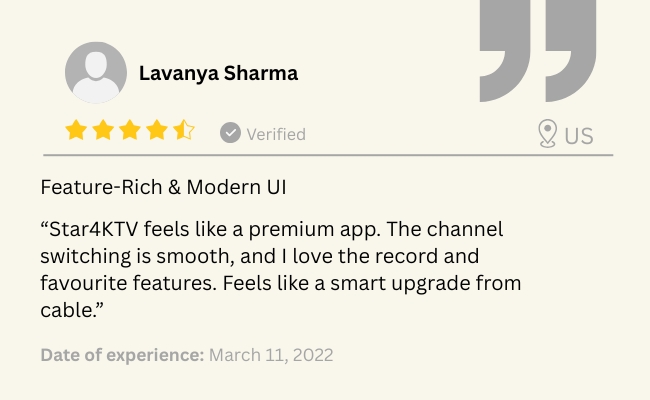 Lavanya Sharma
Verified
US
Feature-Rich & Modern UI
“Star4KTV feels like a premium app. The channel
switching is smooth, and I love the record and
favourite features. Feels like a smart upgrade from
cable.”
Date of experience: March 11, 2022